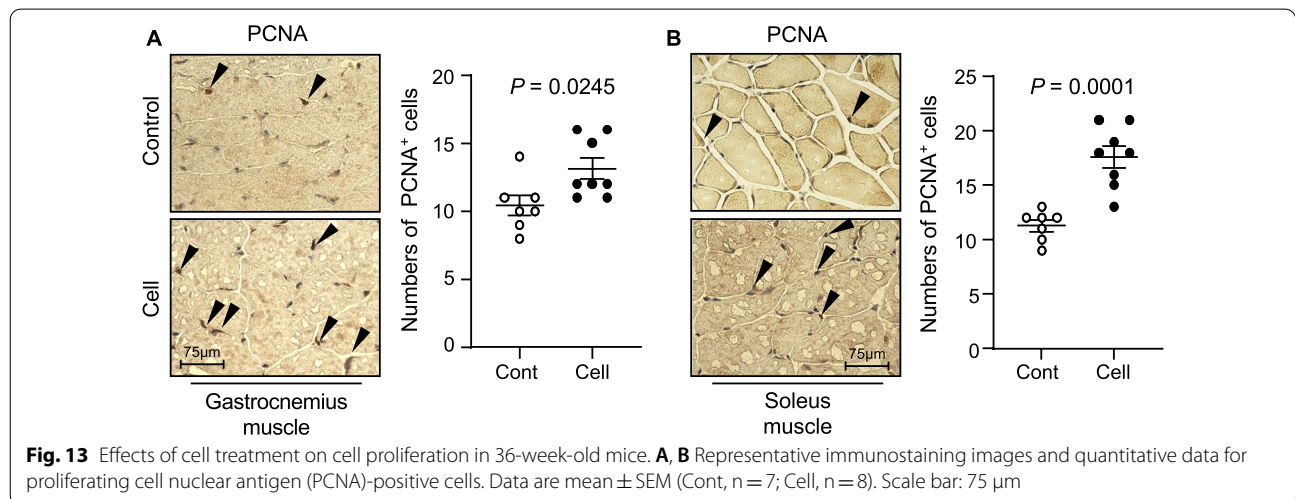 A
PCNA
Control
Cell
75µm
Gastrocnemius
muscle
Numbers of PCNA⁺ cells
20
15
10
5
0
P = 0.0245
Cont Cell
B
PCNA
75µm
Soleus
muscle
Numbers of PCNA⁺ cells
25
20
15
10
5
0
P = 0.0001
Cont Cell
Fig. 13 Effects of cell treatment on cell proliferation in 36-week-old mice. A, B Representative immunostaining images and quantitative data for
proliferating cell nuclear antigen (PCNA)-positive cells. Data are mean ± SEM (Cont, n = 7; Cell, n = 8). Scale bar: 75 µm